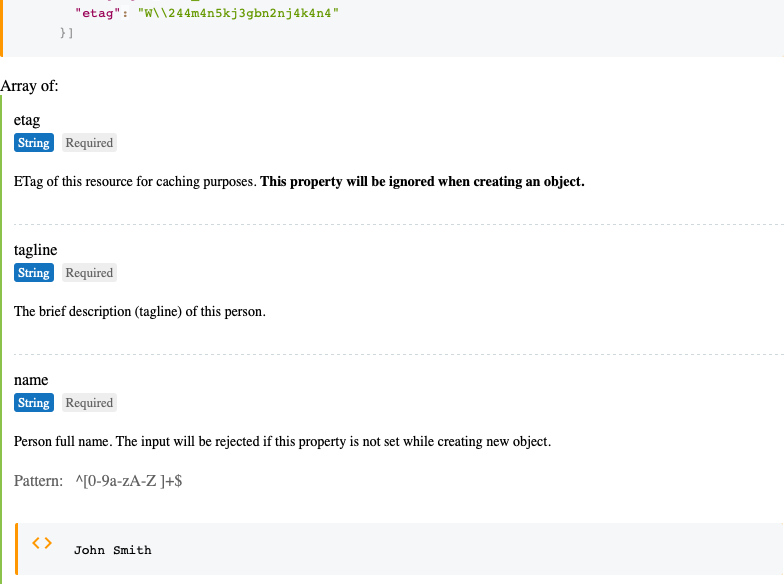 "etag": "W\\244m4n5kj3gbn2nj4k4n4"
}]
Array of:
etag
String Required
ETag of this resource for caching purposes. This property will be ignored when creating an object.
tagline
String Required
The brief description (tagline) of this person.
name
String Required
Person full name. The input will be rejected if this property is not set while creating new object.
Pattern: ^[0-9a-zA-Z ]+$
<> John Smith